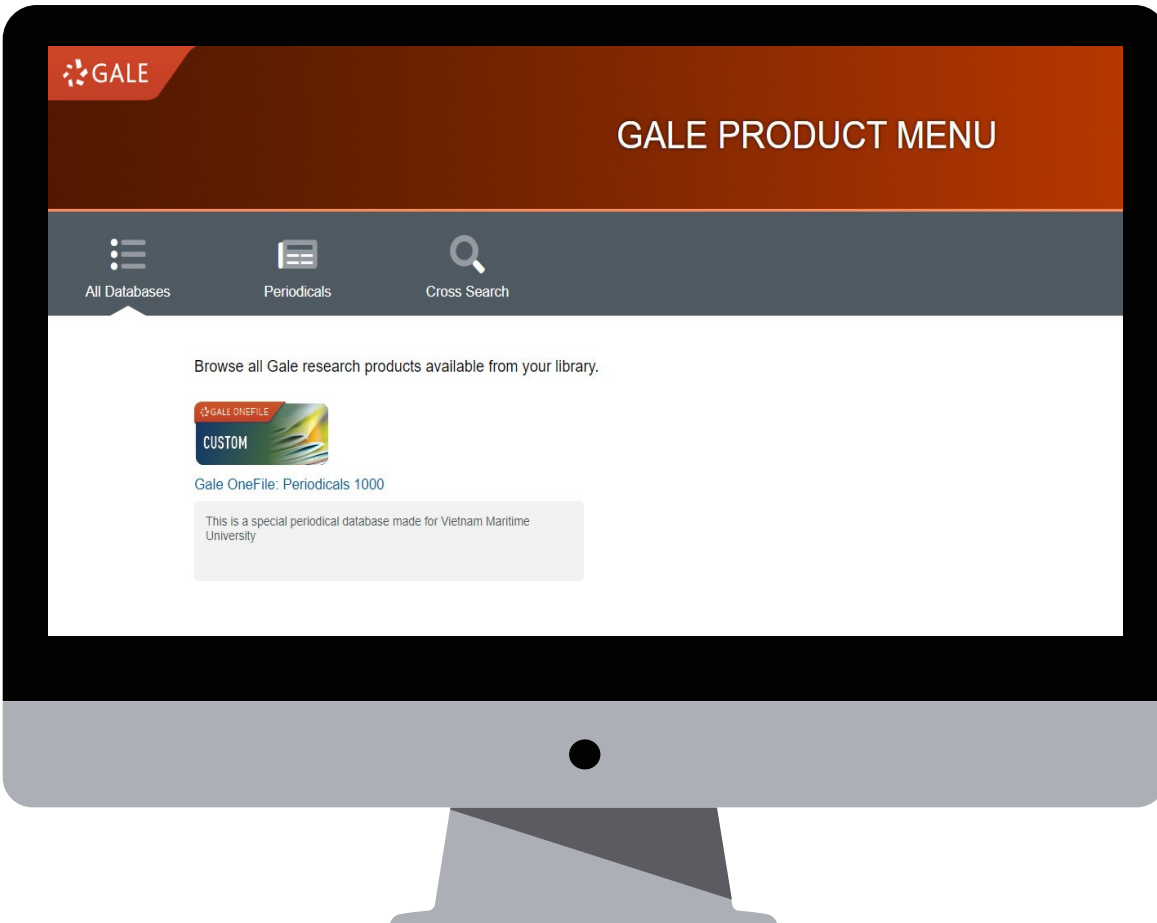 GALE
GALE PRODUCT MENU
All Databases
Periodicals
Cross Search
Browse all Gale research products available from your library.
GALE ONEFILE
CUSTOM
Gale OneFile: Periodicals 1000
This is a special periodical database made for Vietnam Maritime
University